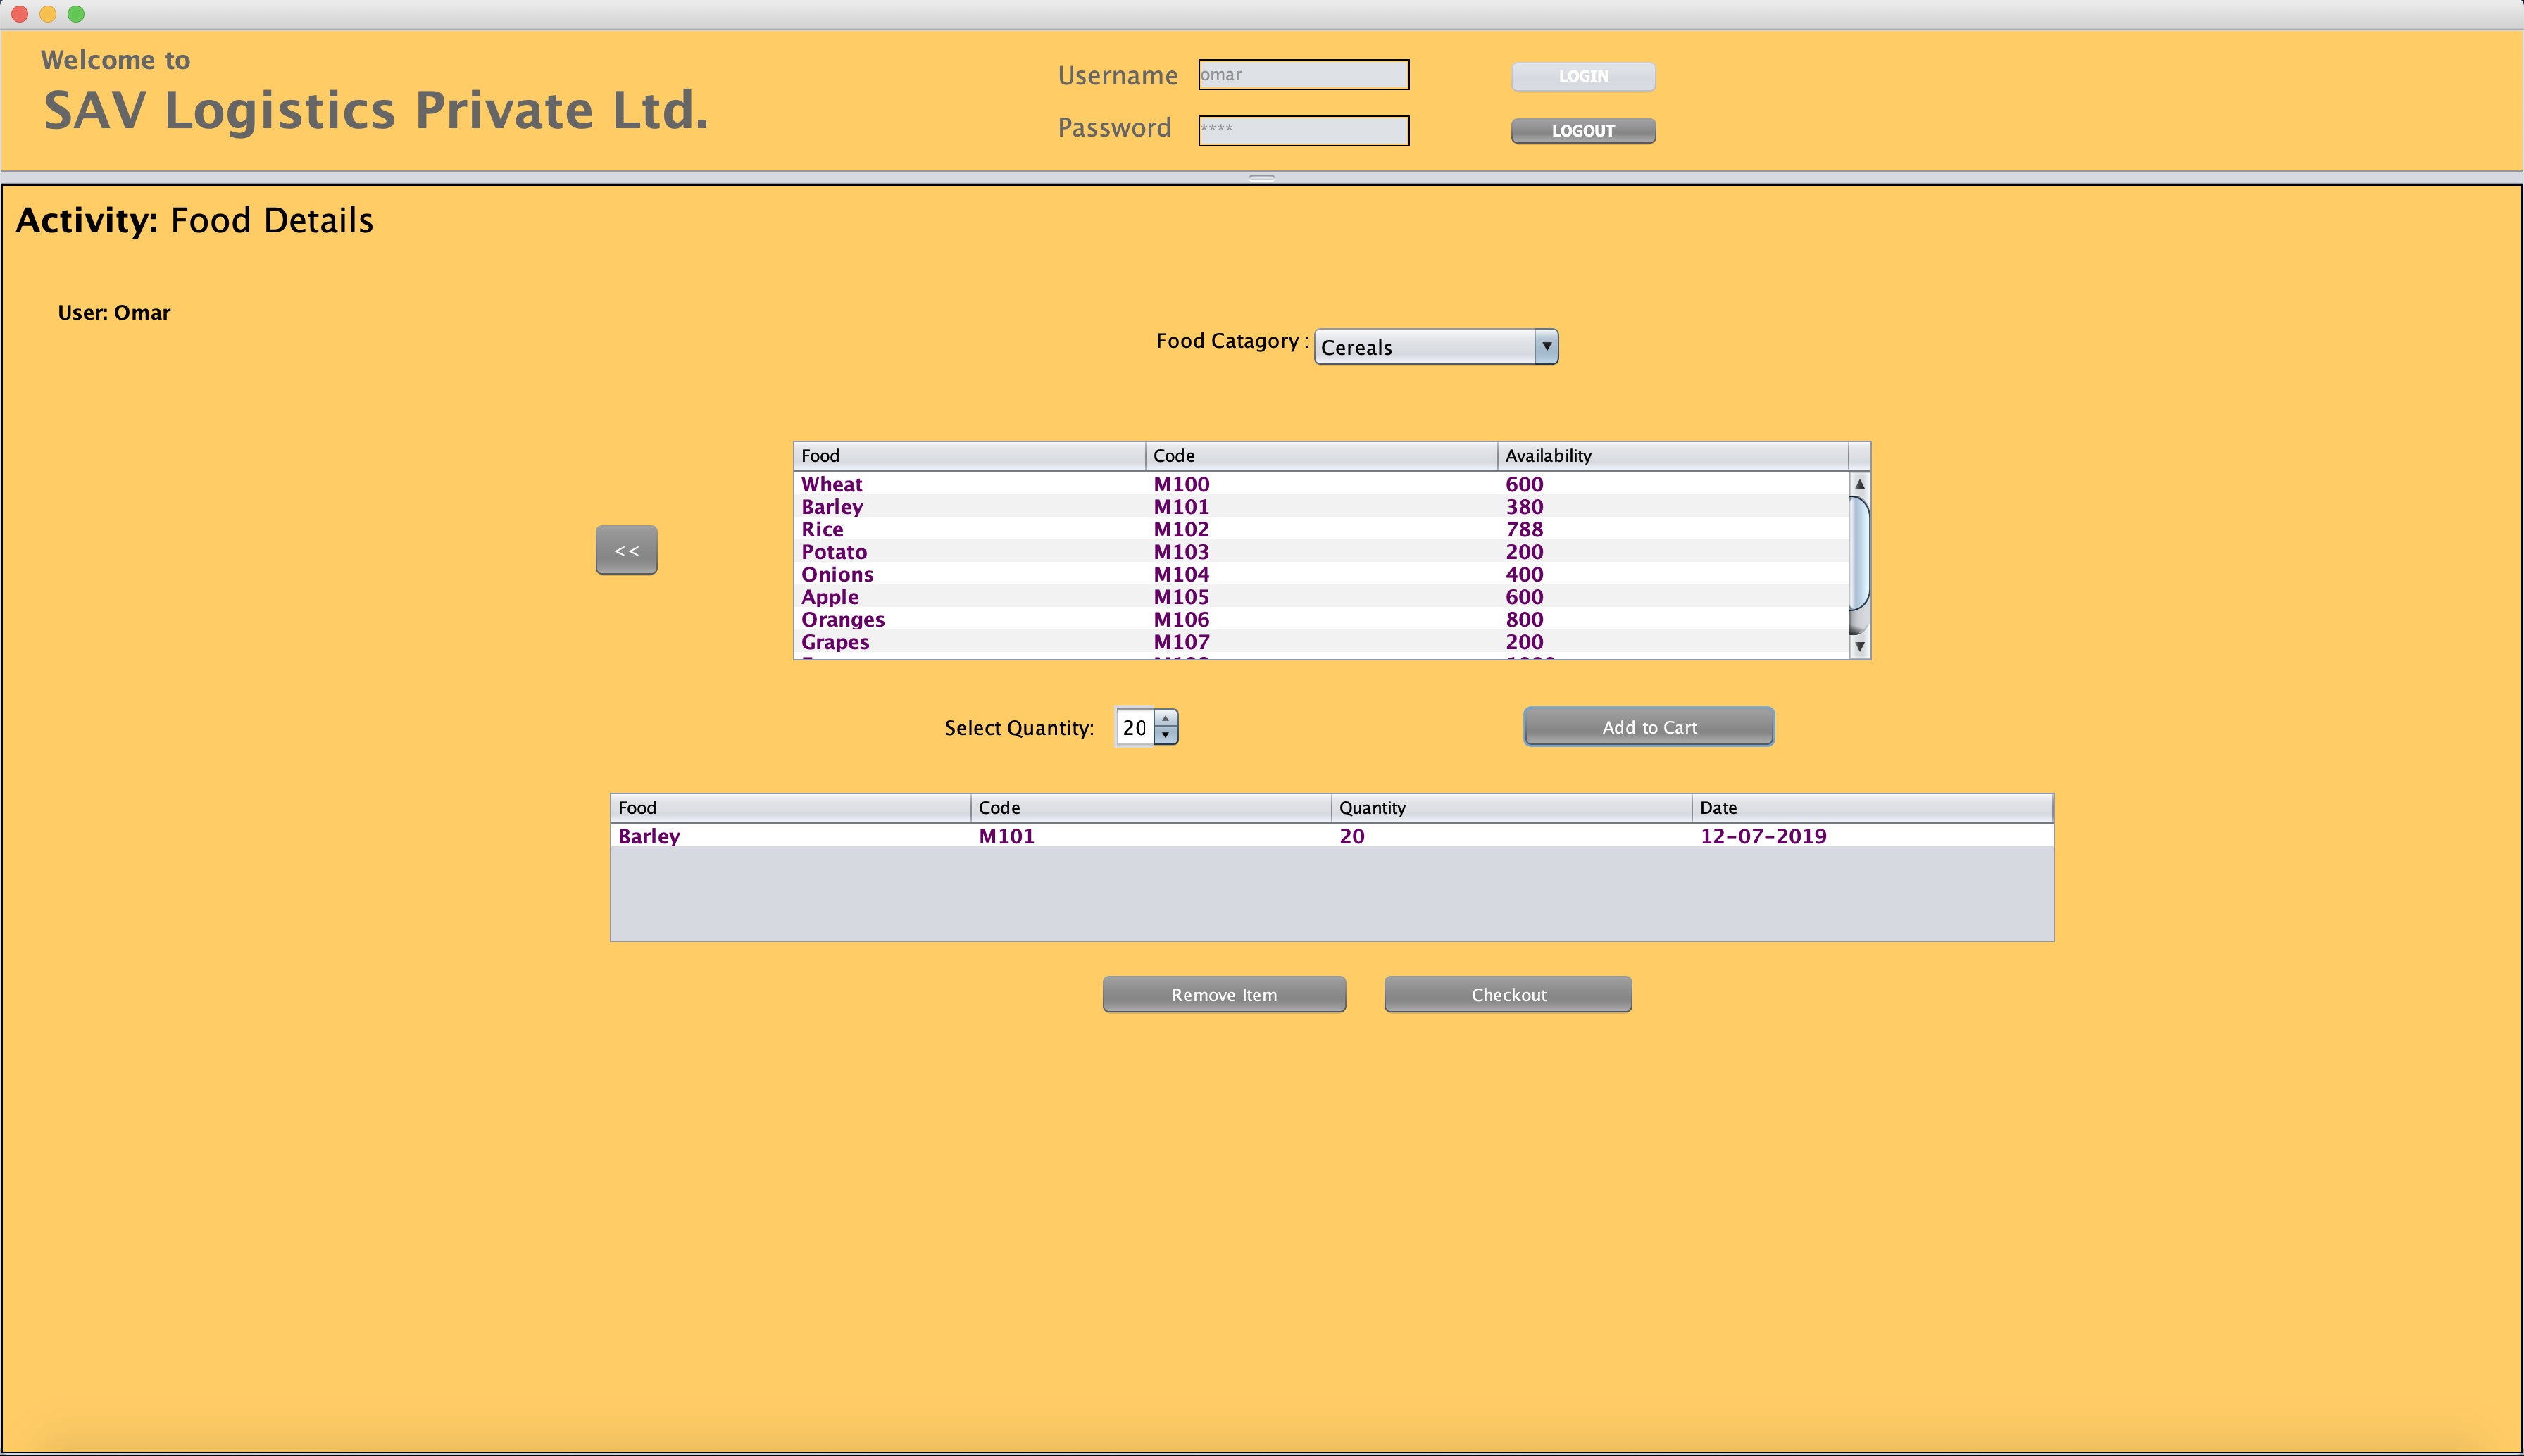 Welcome to
SAV Logistics Private Ltd.
Username omar LOGIN
Password **** LOGOUT
Activity: Food Details
User: Omar
Food Catagory : Cereals
Food Code Availability
Wheat M100 600
Barley M101 380
Rice M102 788
Potato M103 200
Onions M104 400
Apple M105 600
Oranges M106 800
Grapes M107 200
<<
Select Quantity: 20 Add to Cart
Food Code Quantity Date
Barley M101 20 12-07-2019
Remove Item Checkout